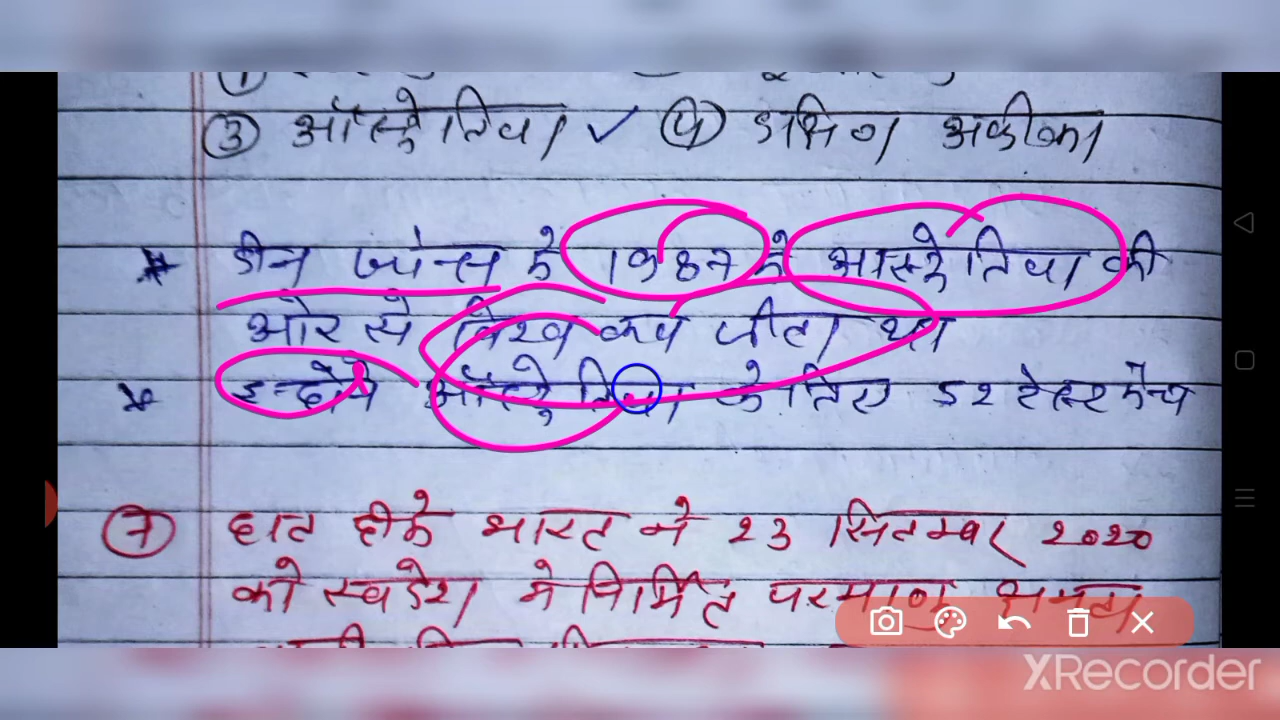 ③ ऑस्ट्रेलिया ✓ ④ दक्षिण अफ्रीका
* डीन जोन्स ने 1987 मे आस्ट्रेलिया की
ओर से विश्व कप जीता था
* इन्होने ऑस्ट्रेलिया के लिए 52 टेस्ट मैच
⑦ हाल ही के भारत ने 23 सितम्बर 2020
को स्वदेश मे निर्मित परमाणु क्षमता
XRecorder